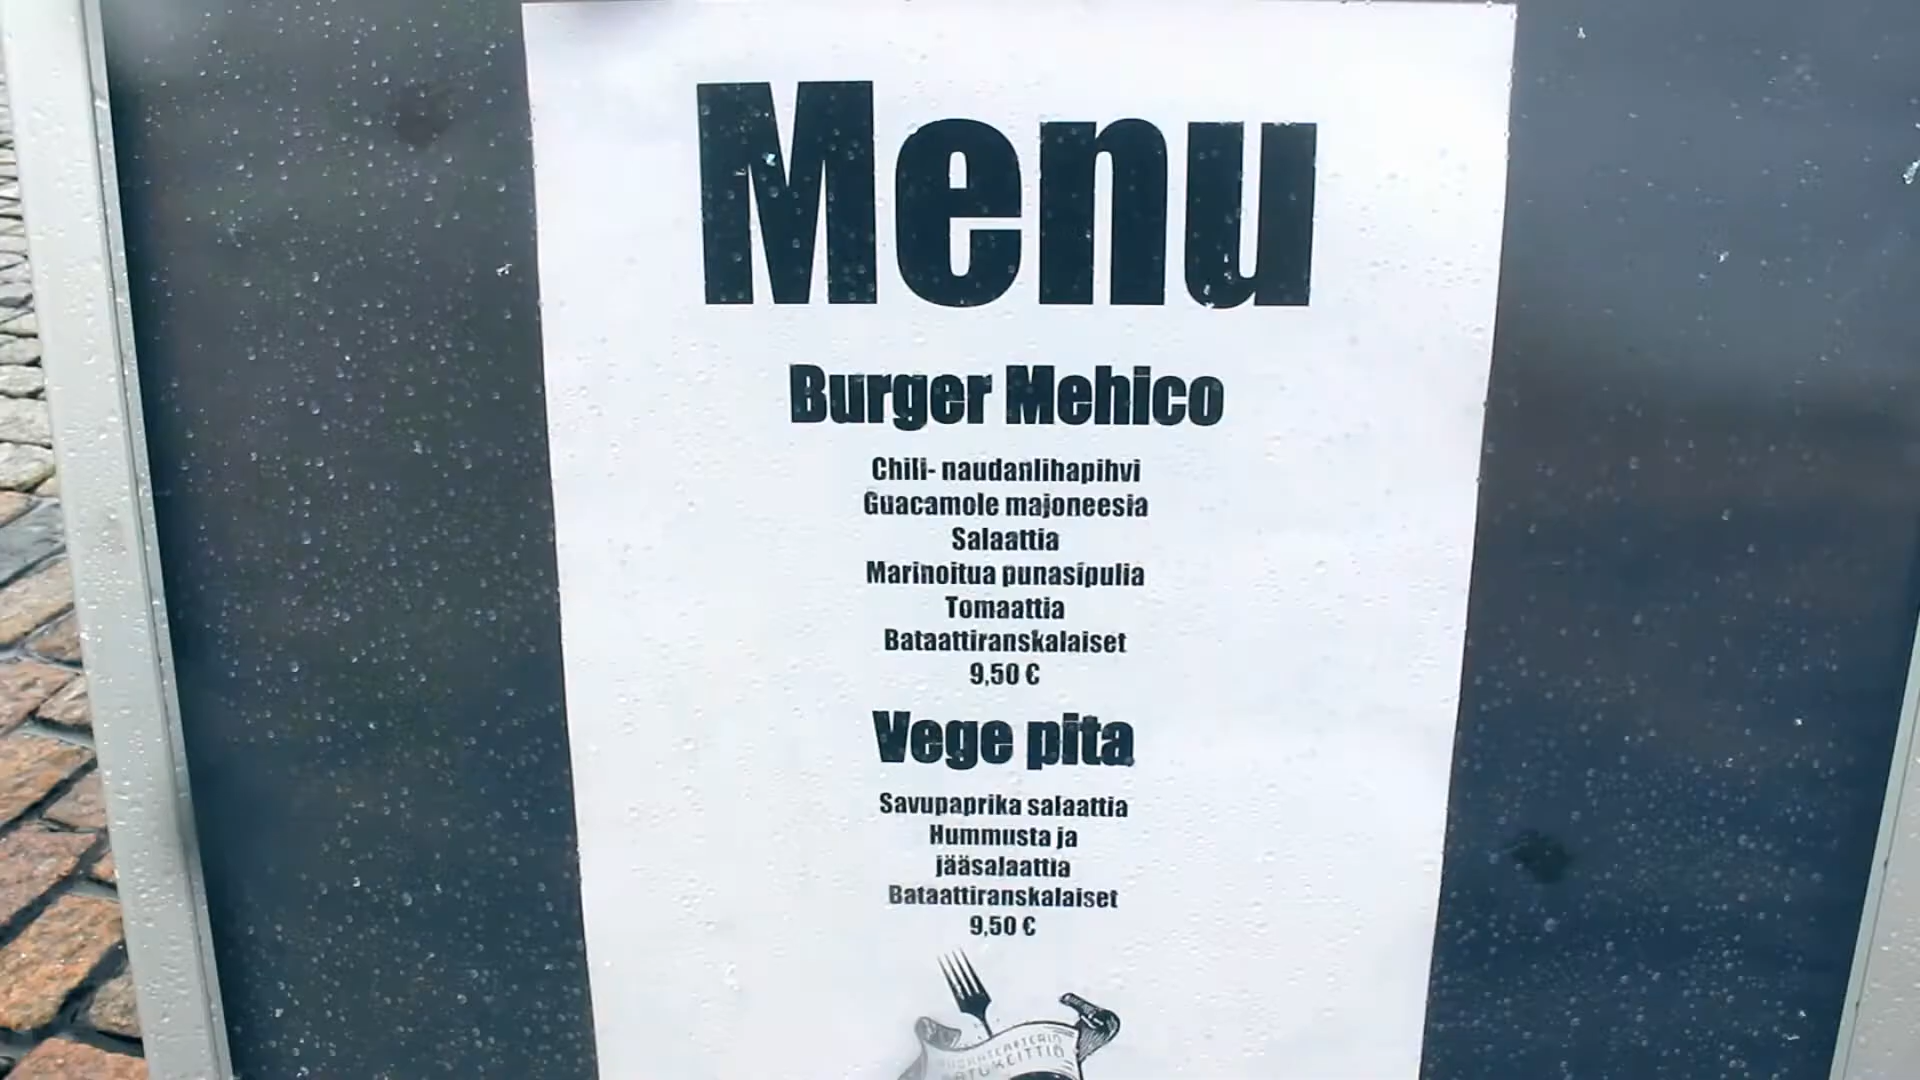 Menu
Burger Mehico
Chili- naudanlihapihvi
Guacamole majoneesia
Salaattia
Marinoitua punasipulia
Tomaattia
Bataattiranskalaiset
9,50 €
Vege pita
Savupaprika salaattia
Hummusta ja
jääsalaattia
Bataattiranskalaiset
9,50 €